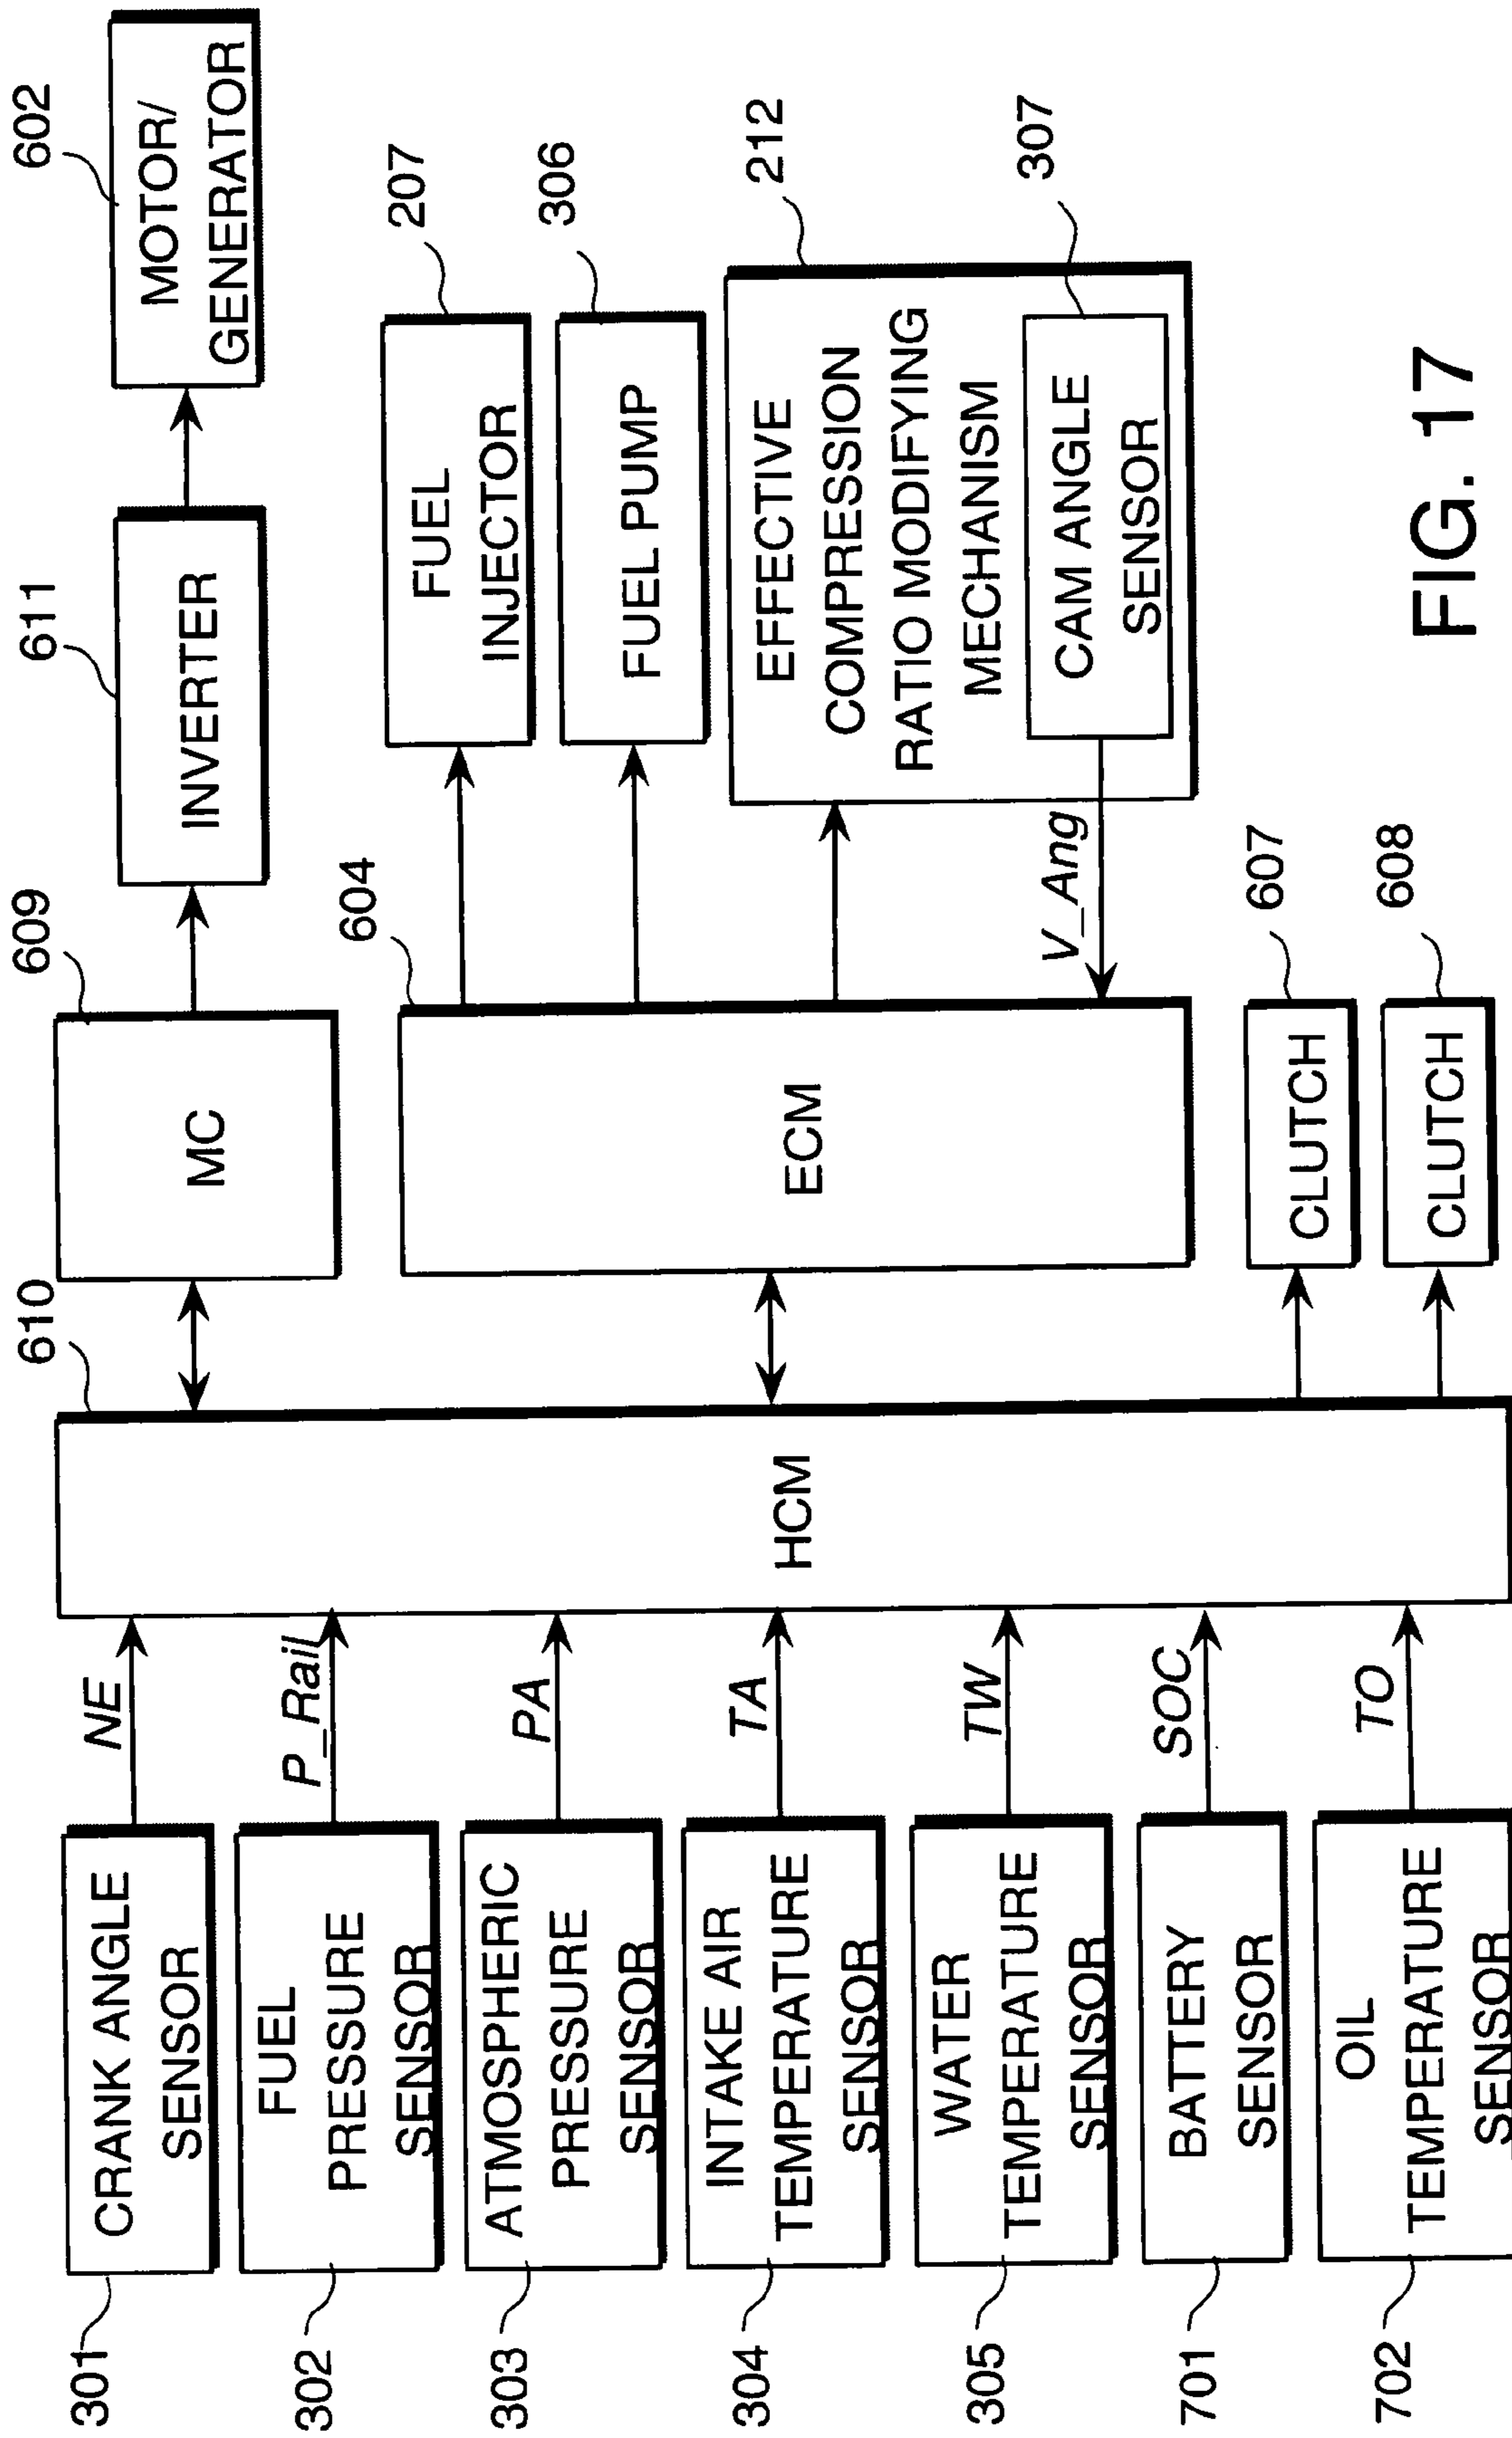 301
CRANK ANGLE
SENSOR
NE
302
FUEL
PRESSURE
SENSOR
P_Rail
303
ATMOSPHERIC
PRESSURE
SENSOR
PA
304
INTAKE AIR
TEMPERATURE
SENSOR
TA
305
WATER
TEMPERATURE
SENSOR
TW
701
BATTERY
SENSOR
SOC
702
OIL
TEMPERATURE
SENSOR
TO
610
HCM
609
MC
611
INVERTER
602
MOTOR/
GENERATOR
604
ECM
207
FUEL
INJECTOR
306
FUEL PUMP
212
EFFECTIVE
COMPRESSION
RATIO MODIFYING
MECHANISM
307
CAM ANGLE
SENSOR
V_Ang
607
CLUTCH
608
CLUTCH
FIG. 17